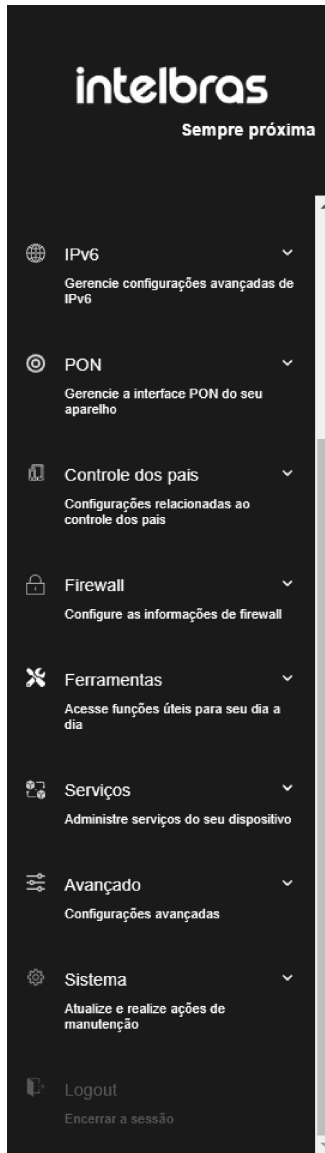 intelbras
Sempre próxima
IPv6
Gerencie configurações avançadas de
IPv6
PON
Gerencie a interface PON do seu
aparelho
Controle dos pais
Configurações relacionadas ao
controle dos pais
Firewall
Configure as informações de firewall
Ferramentas
Acesse funções úteis para seu dia a
dia
Serviços
Administre serviços do seu dispositivo
Avançado
Configurações avançadas
Sistema
Atualize e realize ações de
manutenção
Logout
Encerrar a sessão